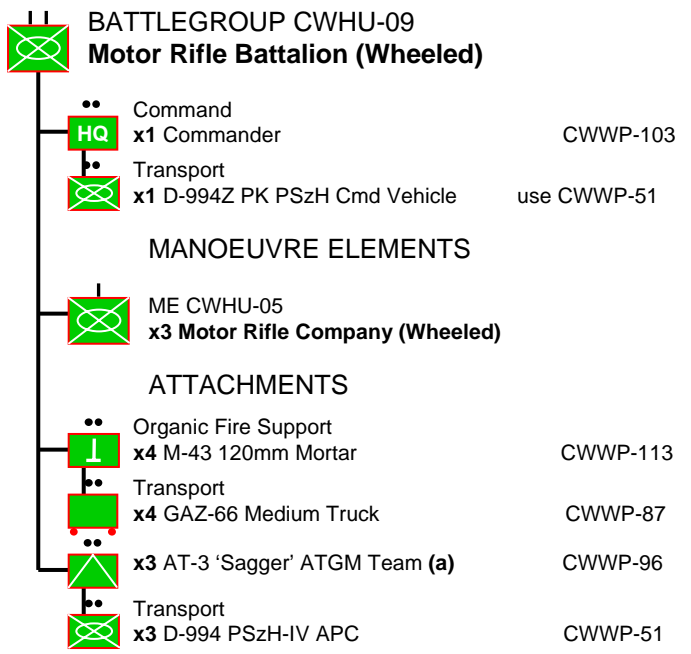 BATTLEGROUP CWHU-09
Motor Rifle Battalion (Wheeled)
Command
HQ x1 Commander CWWP-103
Transport
x1 D-994Z PK PSzH Cmd Vehicle use CWWP-51
MANOEUVRE ELEMENTS
ME CWHU-05
x3 Motor Rifle Company (Wheeled)
ATTACHMENTS
Organic Fire Support
x4 M-43 120mm Mortar CWWP-113
Transport
x4 GAZ-66 Medium Truck CWWP-87
x3 AT-3 ‘Sagger’ ATGM Team (a) CWWP-96
Transport
x3 D-994 PSzH-IV APC CWWP-51